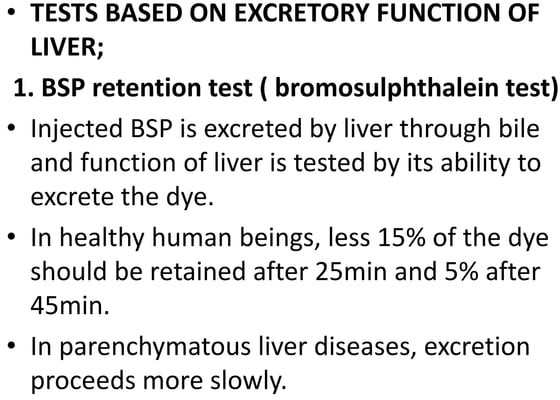 • TESTS BASED ON EXCRETORY FUNCTION OF
LIVER;
1. BSP retention test ( bromosulphthalein test)
• Injected BSP is excreted by liver through bile
and function of liver is tested by its ability to
excrete the dye.
• In healthy human beings, less 15% of the dye
should be retained after 25min and 5% after
45min.
• In parenchymatous liver diseases, excretion
proceeds more slowly.